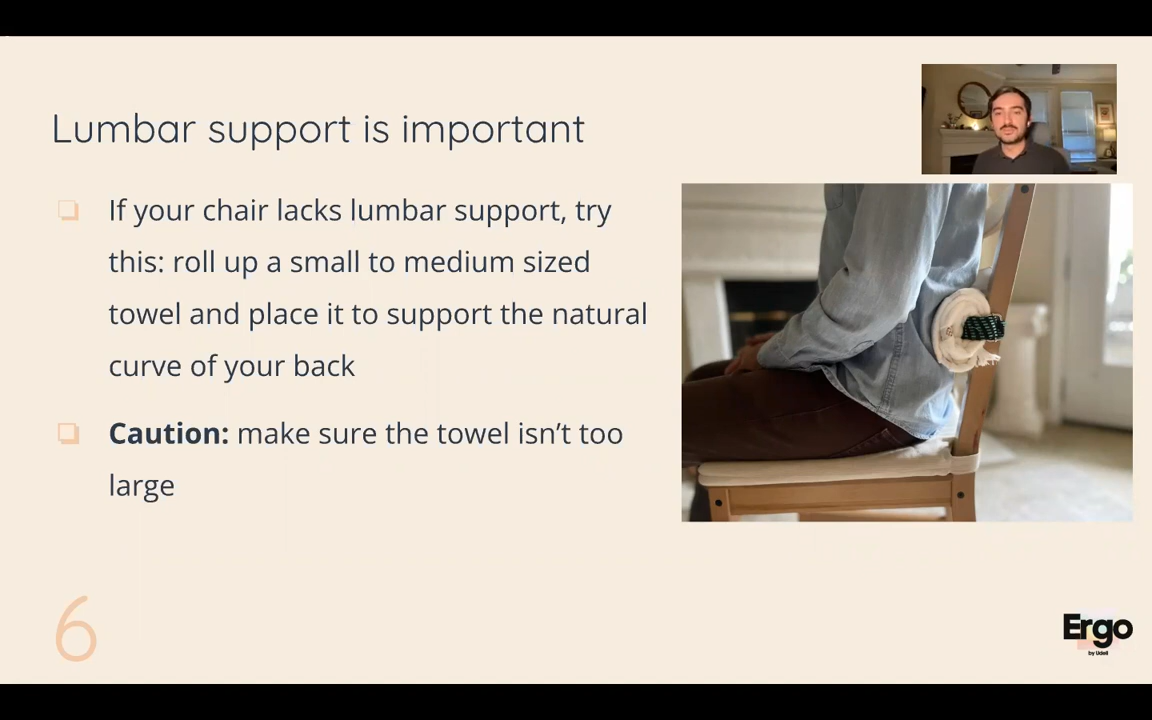 Lumbar support is important
If your chair lacks lumbar support, try
this: roll up a small to medium sized
towel and place it to support the natural
curve of your back
Caution: make sure the towel isn’t too
large
6
Ergo
by Udeli